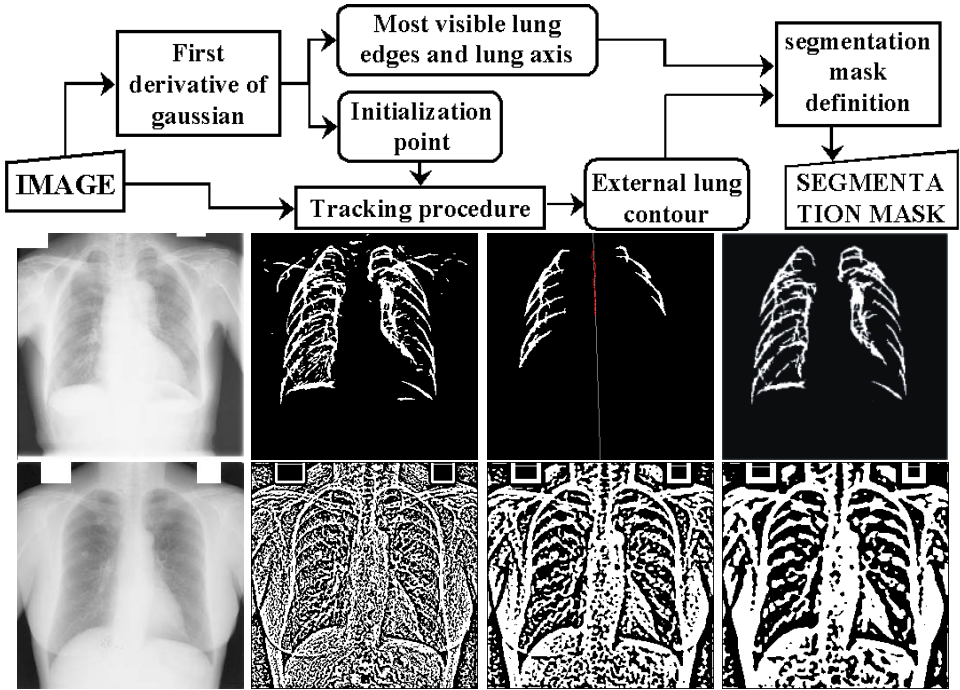 First
derivative of
gaussian
Most visible lung
edges and lung axis
Initialization
point
segmentation
mask
definition
IMAGE
Tracking procedure
External lung
contour
SEGMENTA
TION MASK